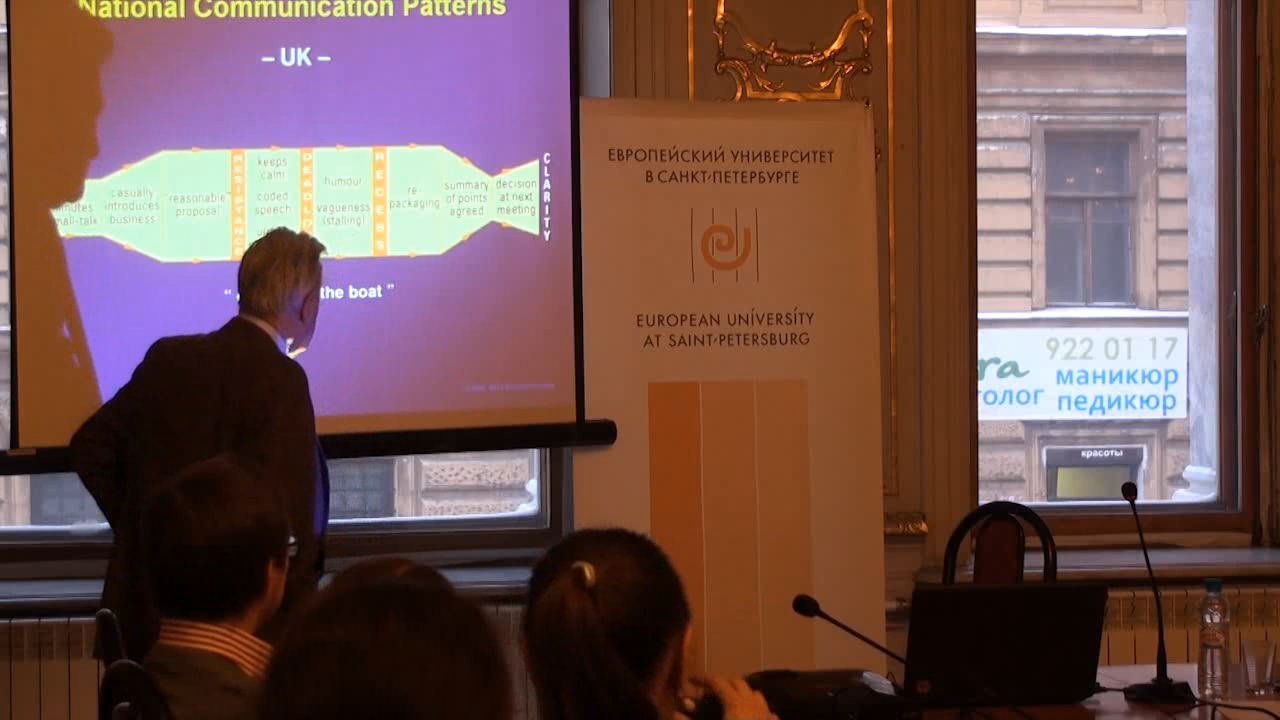 National Communication Patterns
– UK –
casually
introduces
business
reasonable
proposal
RESISTANCE
keeps
calm
coded
speech
humour
vagueness
(stalling)
RECESS
re-
packaging
summary
of points
agreed
decision
at next
meeting
CLARITY
the boat ”
ЕВРОПЕЙСКИЙ УНИВЕРСИТЕТ
В САНКТ-ПЕТЕРБУРГЕ
EUROPEAN UNIVERSITY
AT SAINT-PETERSBURG
922 01 17
маникюр
педикюр
красоты